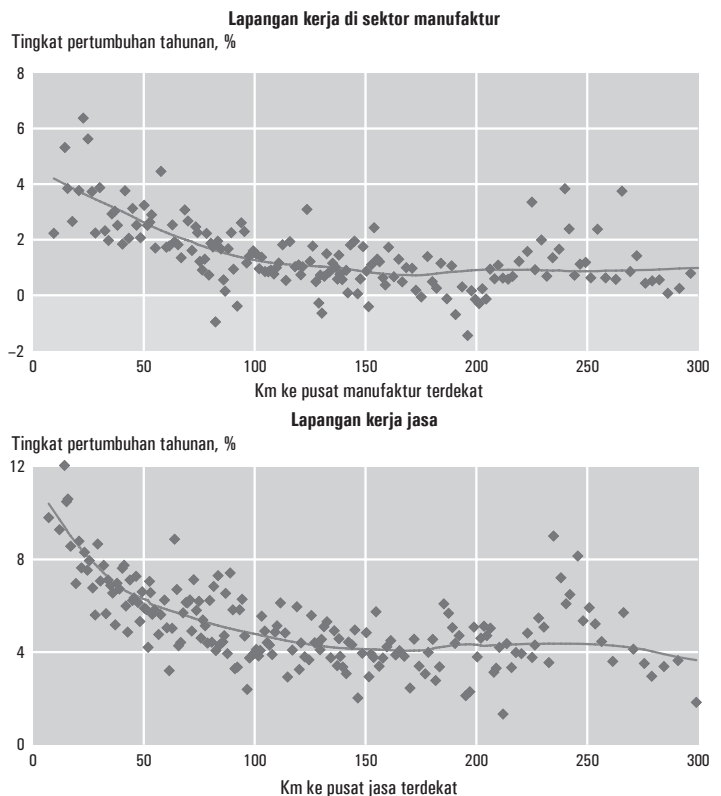 Lapangan kerja di sektor manufaktur
Tingkat pertumbuhan tahunan, %
8
6
4
2
0
–2
0 50 100 150 200 250 300
Km ke pusat manufaktur terdekat
Lapangan kerja jasa
Tingkat pertumbuhan tahunan, %
12
8
4
0
0 50 100 150 200 250 300
Km ke pusat jasa terdekat